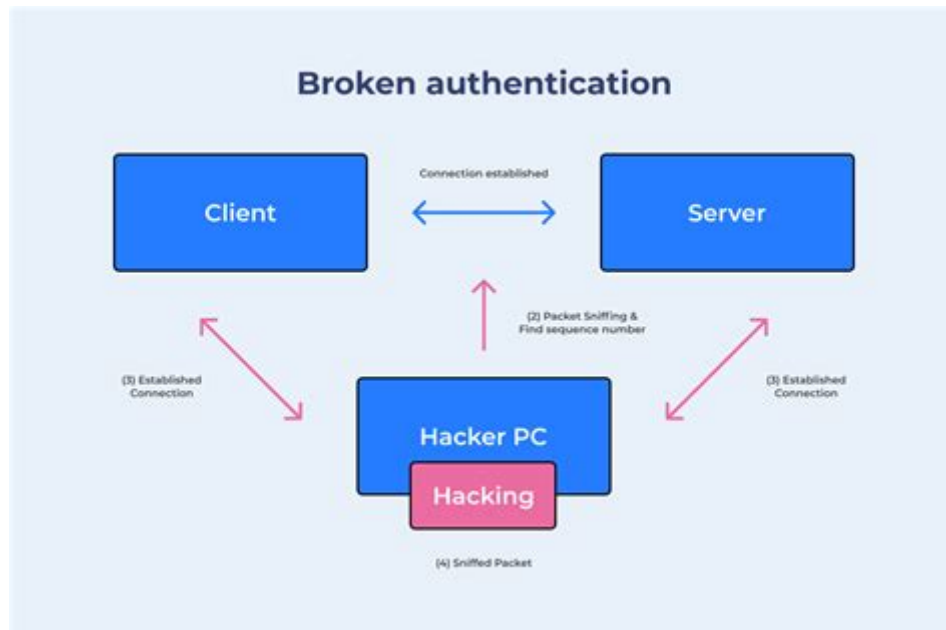 Broken authentication
Connection established
Client
Server
(2) Packet Sniffing &
Find sequence number
(3) Established
Connection
(3) Established
Connection
Hacker PC
Hacking
(4) Sniffed Packet